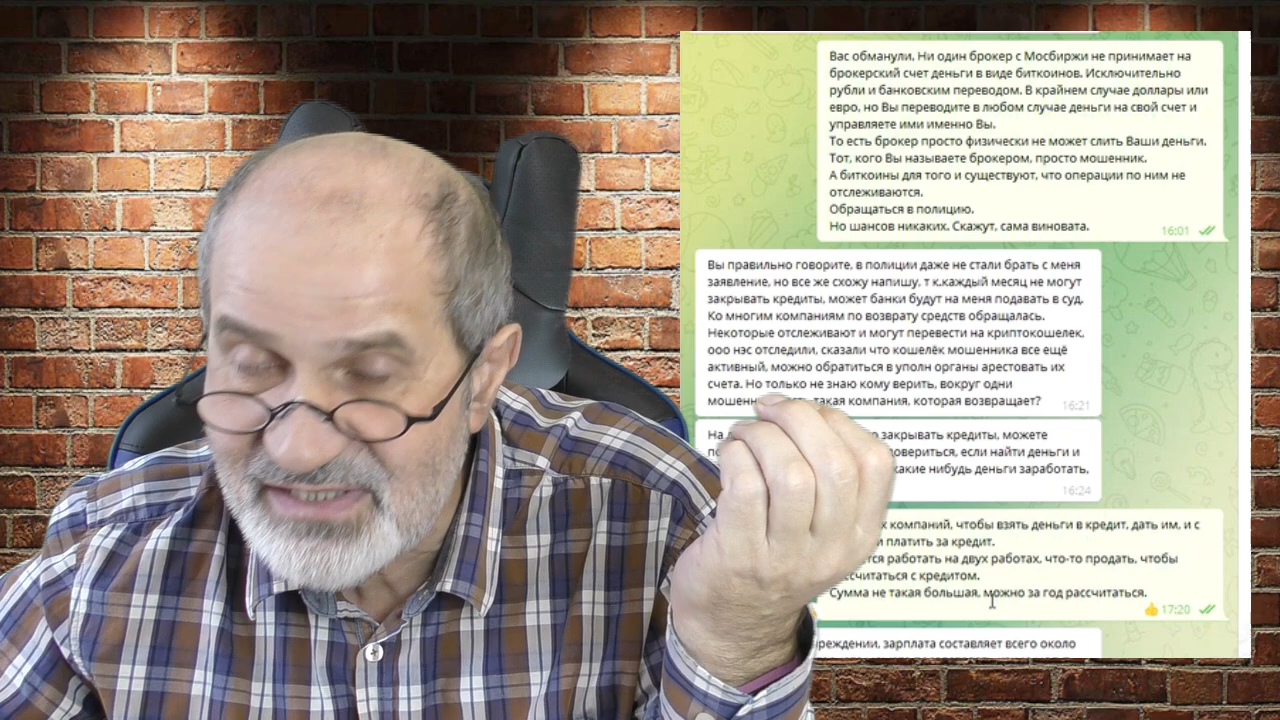 Вас обманули. Ни один брокер с Мосбиржи не принимает на
брокерский счет деньги в виде биткоинов. Исключительно
рубли и банковским переводом. В крайнем случае доллары или
евро, но Вы переводите в любом случае деньги на свой счет и
управляете ими именно Вы.
То есть брокер просто физически не может слить Ваши деньги.
Тот, кого Вы называете брокером, просто мошенник.
А биткоины для того и существуют, что операции по ним не
отслеживаются.
Обращаться в полицию.
Но шансов никаких. Скажут, сама виновата.
16:01
Вы правильно говорите, в полиции даже не стали брать с меня
заявление, но все же схожу напишу, т к.каждый месяц не могут
закрывать кредиты, может банки будут на меня подавать в суд.
Ко многим компаниям по возврату средств обращалась.
Некоторые отслеживают и могут перевести на криптокошелек.
ооо нэс отследили, сказали что кошелёк мошенника все ещё
активный, можно обратиться в уполн органы арестовать их
счета. Но только не знаю кому верить, вокруг одни
такая компания, которая возвращает?
16:21
закрывать кредиты, можете
довериться, если найти деньги и
какие нибудь деньги заработать,
16:24
компаний, чтобы взять деньги в кредит, дать им, и с
платить за кредит.
работать на двух работах, что-то продать, чтобы
с кредитом.
Сумма не такая большая, можно за год рассчитаться.
17:20
зарплата составляет всего около